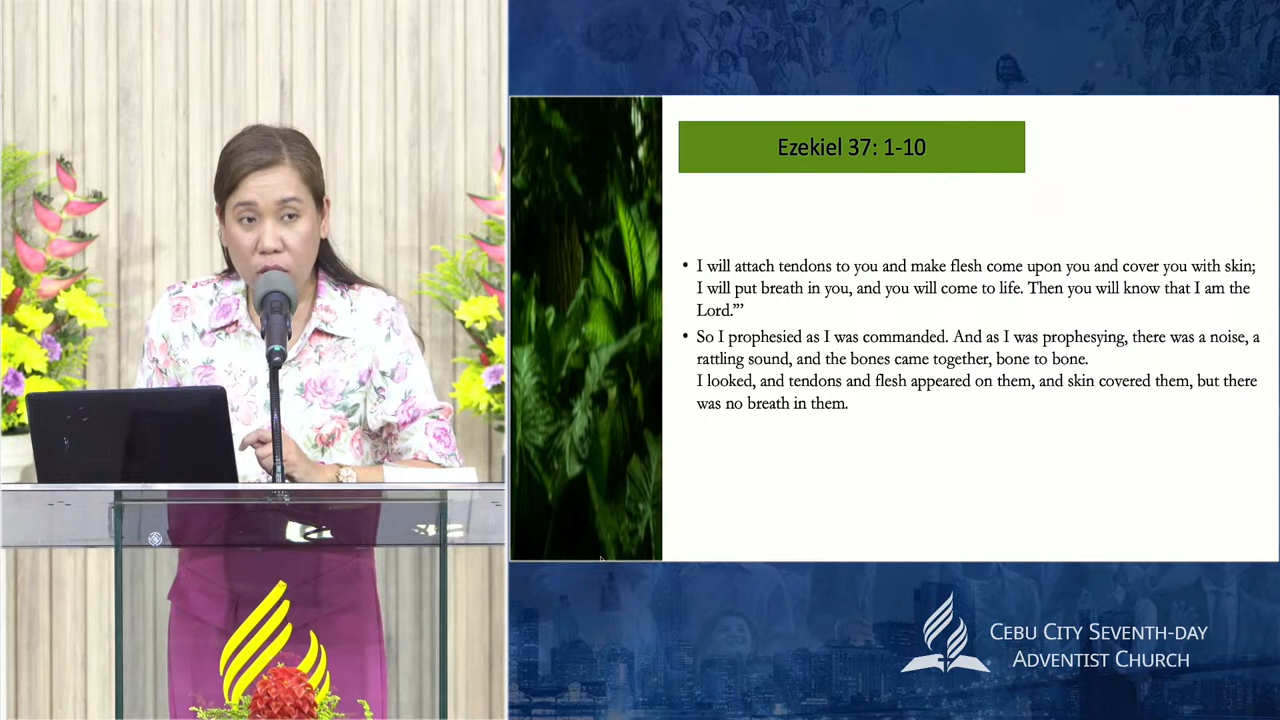 Ezekiel 37: 1-10
• I will attach tendons to you and make flesh come upon you and cover you with skin;
I will put breath in you, and you will come to life. Then you will know that I am the
Lord.’”
• So I prophesied as I was commanded. And as I was prophesying, there was a noise, a
rattling sound, and the bones came together, bone to bone.
I looked, and tendons and flesh appeared on them, and skin covered them, but there
was no breath in them.
CEBU CITY SEVENTH-DAY
ADVENTIST CHURCH